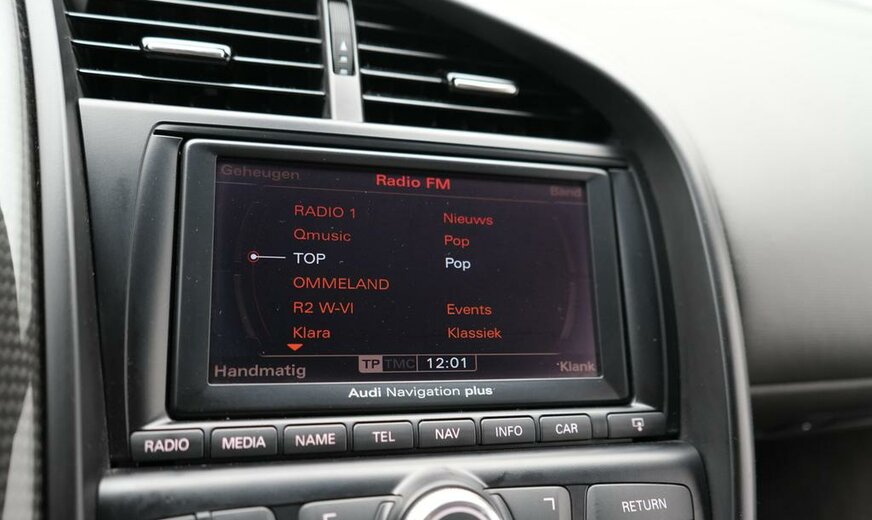 Geheugen Radio FM Band
RADIO 1 Nieuws
Qmusic Pop
TOP Pop
OMMELAND
R2 W-Vl Events
Klara Klassiek
Handmatig TP TMC 12:01 Klank
Audi Navigation plus
RADIO MEDIA NAME TEL NAV INFO CAR
RETURN